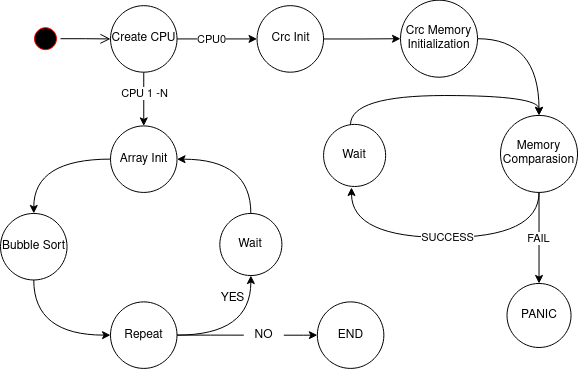 Create CPU
CPU0
Crc Init
Crc Memory
Initialization
CPU 1 -N
Array Init
Wait
Memory
Comparasion
Bubble Sort
Wait
SUCCESS
FAIL
YES
Repeat
NO
END
PANIC